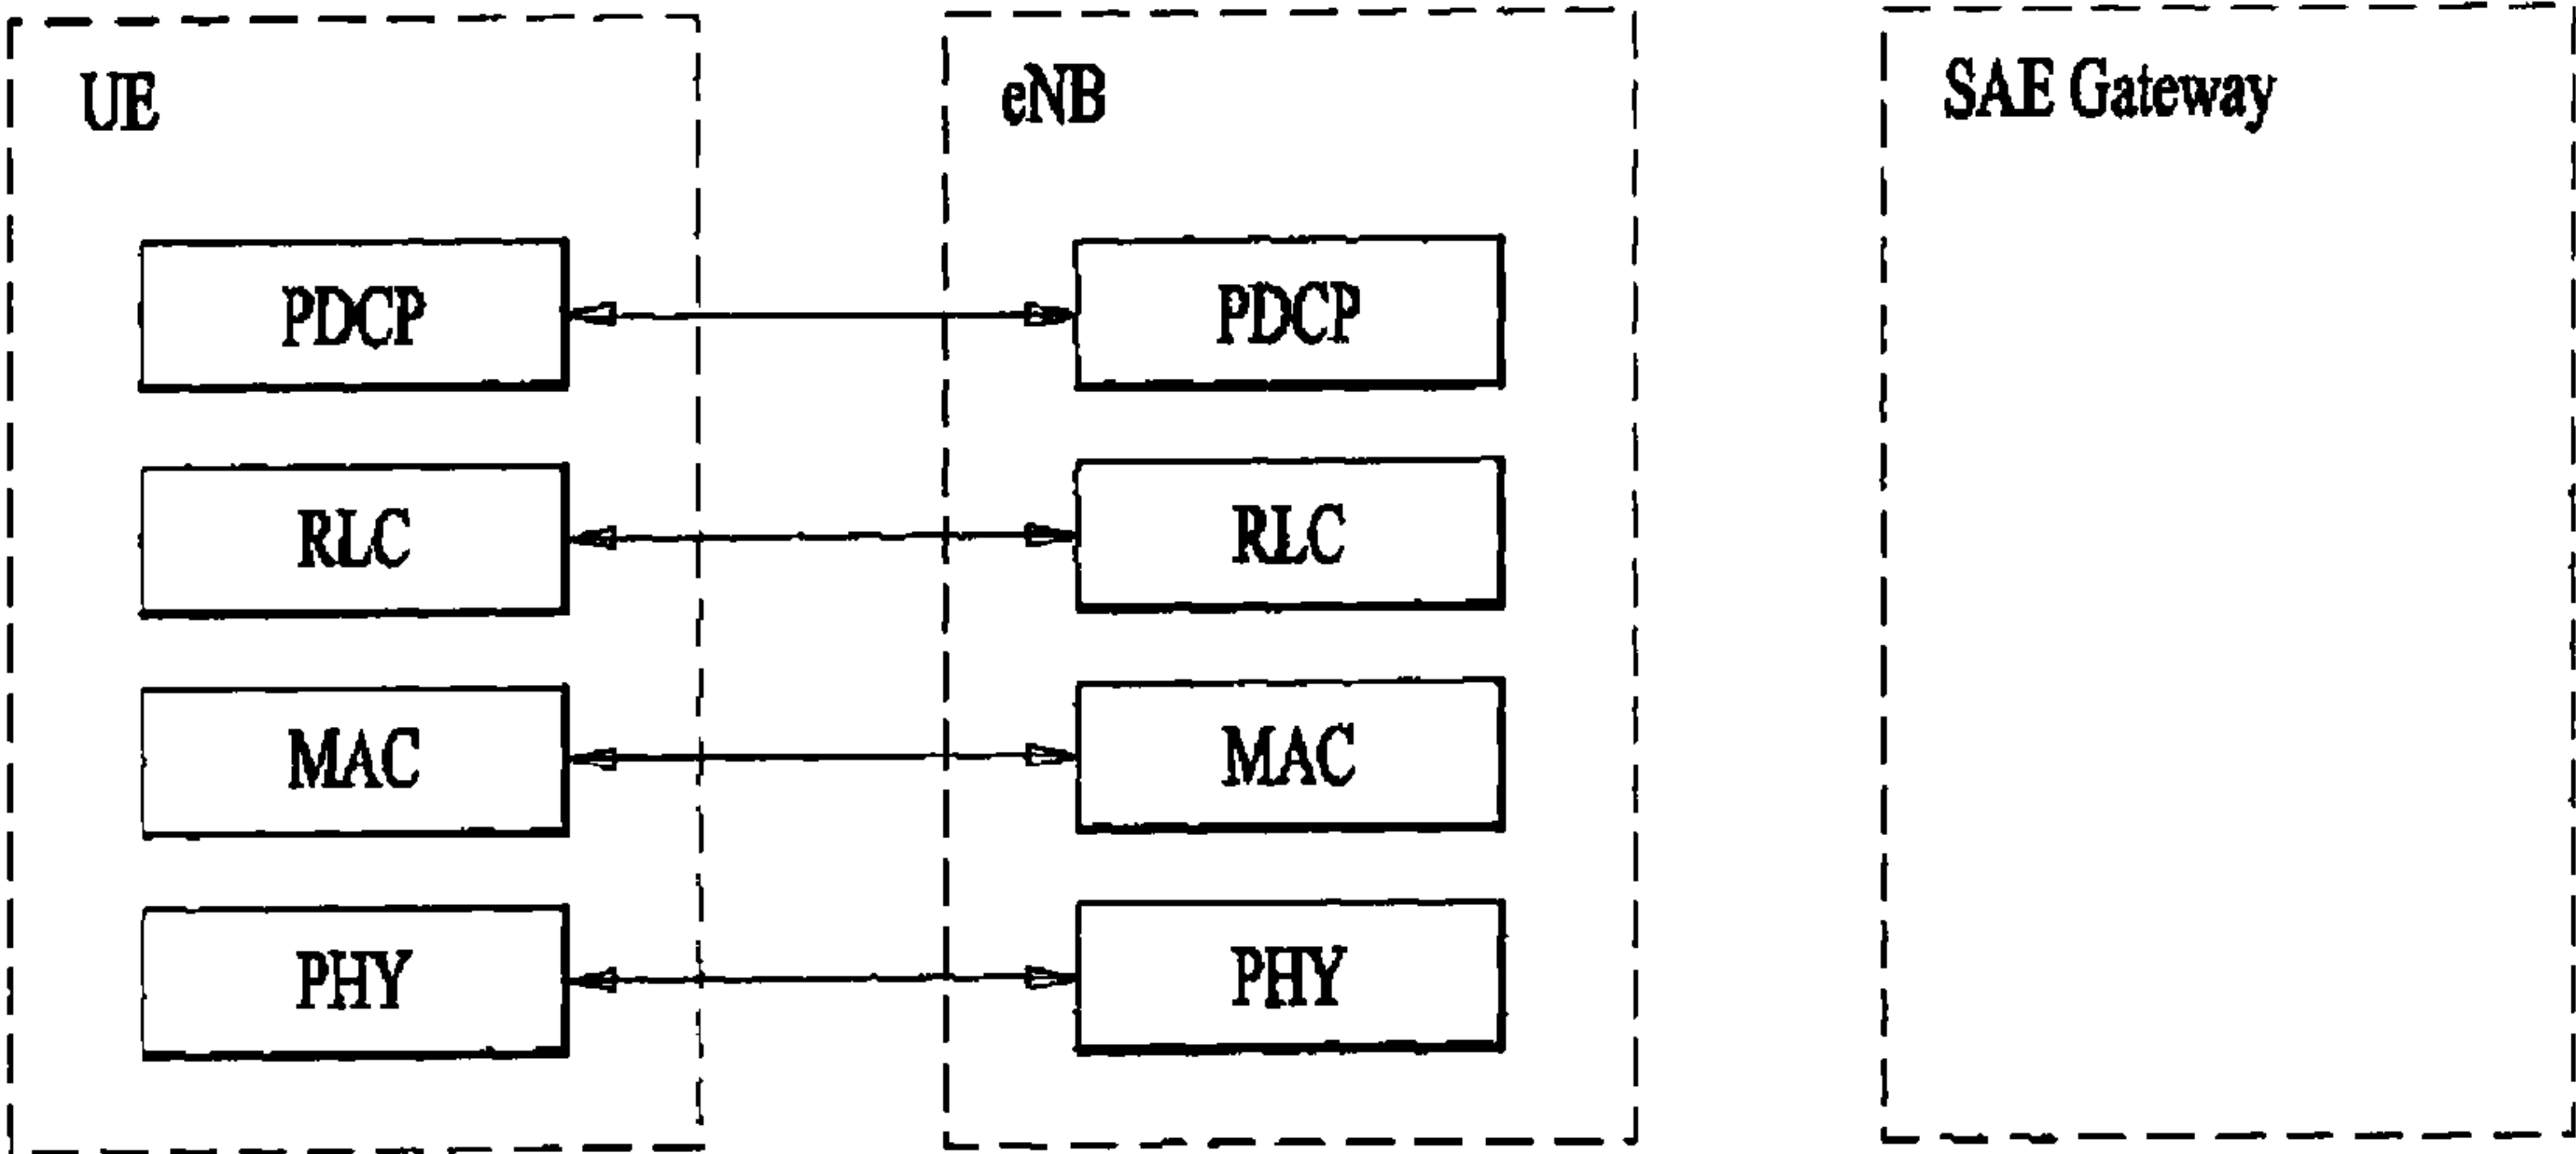 UE
eNB
SAE Gateway
PDCP
PDCP
RLC
RLC
MAC
MAC
PHY
PHY